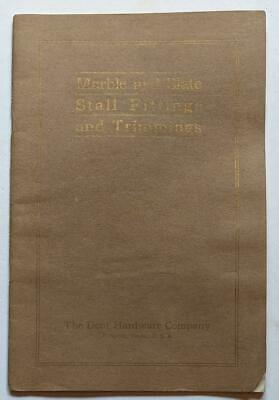 Marble and Slate
Stall Fittings
and Trimmings
The Dent Hardware Company
U.S.A.